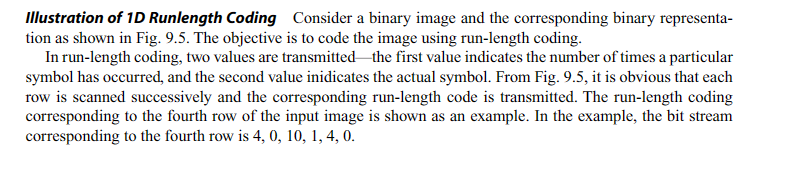 Illustration of 1D Runlength Coding Consider a binary image and the corresponding binary representa-
tion as shown in Fig. 9.5. The objective is to code the image using run-length coding.
In run-length coding, two values are transmitted—the first value indicates the number of times a particular
symbol has occurred, and the second value inidicates the actual symbol. From Fig. 9.5, it is obvious that each
row is scanned successively and the corresponding run-length code is transmitted. The run-length coding
corresponding to the fourth row of the input image is shown as an example. In the example, the bit stream
corresponding to the fourth row is 4, 0, 10, 1, 4, 0.